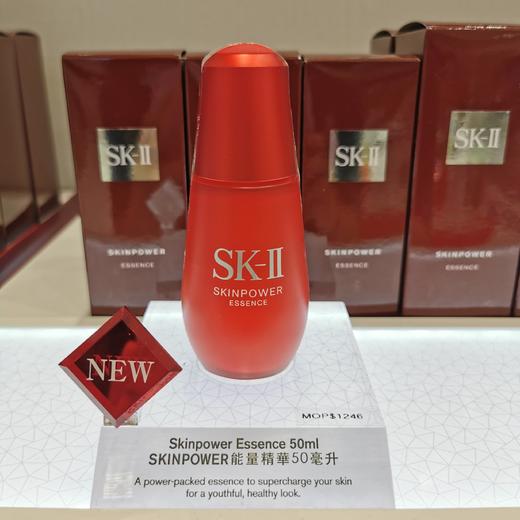 SK-II
SKINPOWER
ESSENCE
SK-II
SKINPOWER
ESSENCE
SK-II
SKINPOWER
ESSENCE
SK-II
SKINPOWER
ESSENCE
NEW
MOP$1246
Skinpower Essence 50ml
SKINPOWER能量精華50毫升
A power-packed essence to supercharge your skin
for a youthful, healthy look.